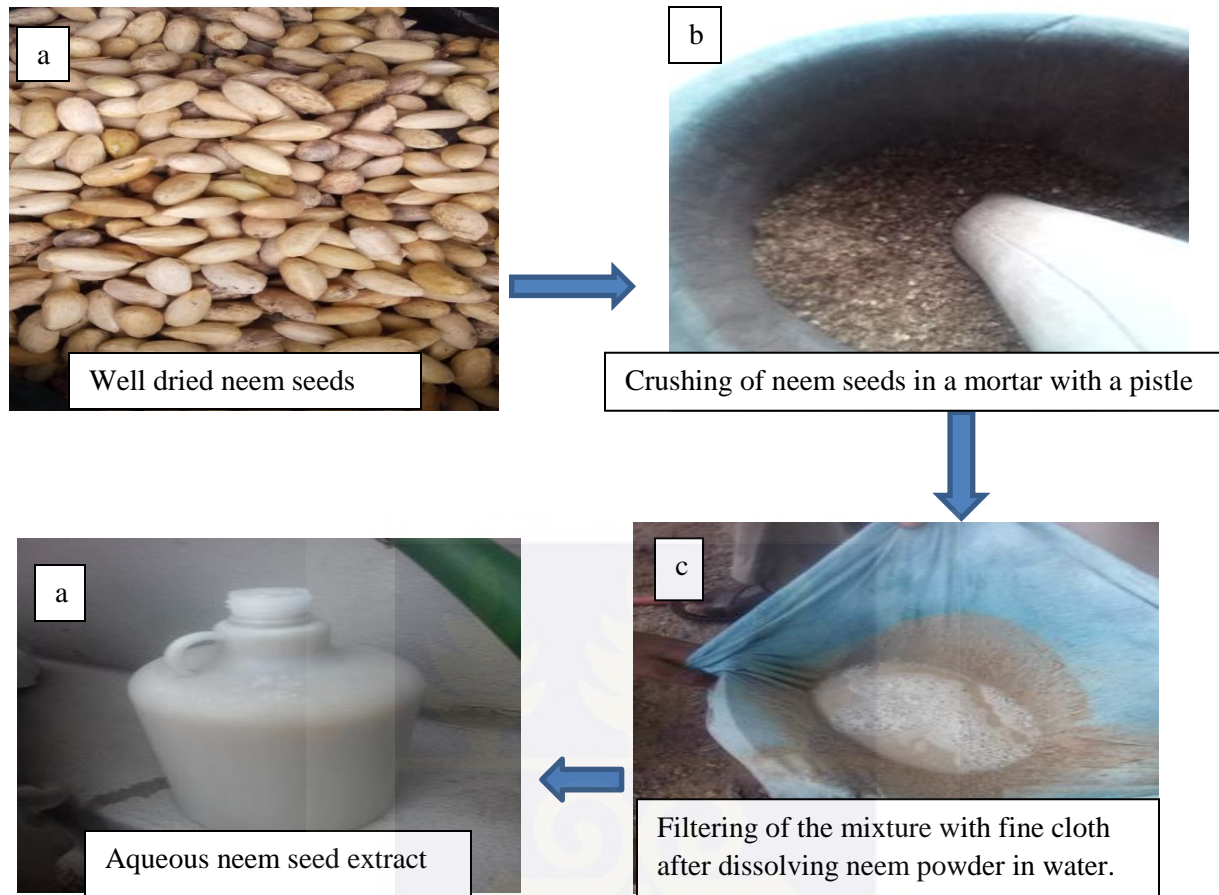 a
Well dried neem seeds
b
Crushing of neem seeds in a mortar with a pistle
c
Filtering of the mixture with fine cloth
after dissolving neem powder in water.
a
Aqueous neem seed extract